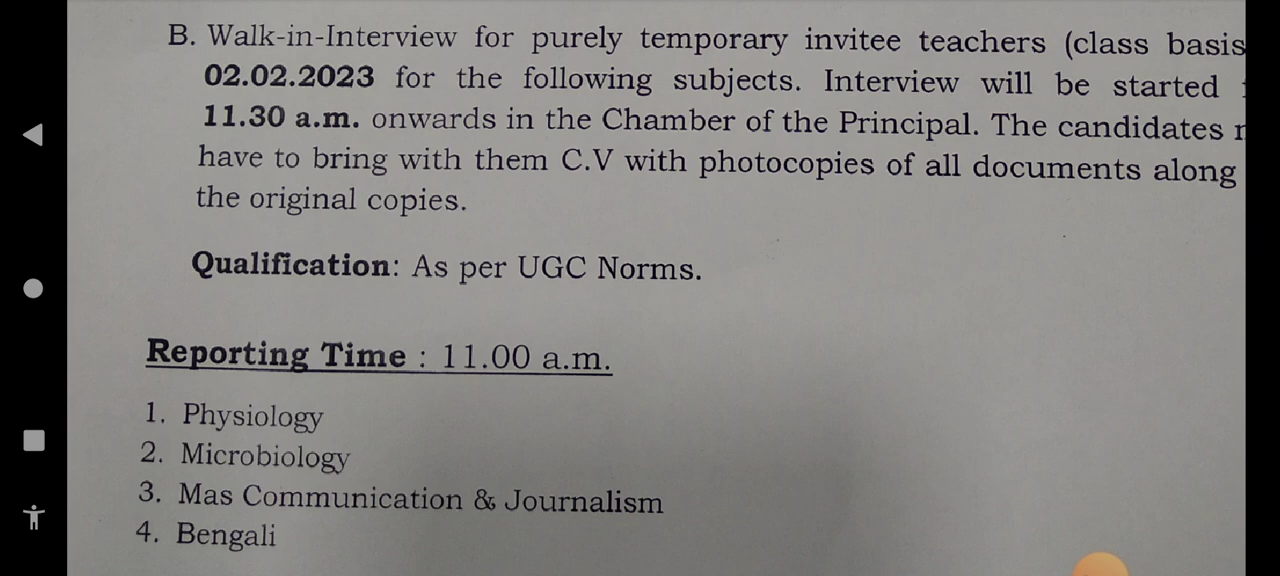 B. Walk-in-Interview for purely temporary invitee teachers (class basis
02.02.2023 for the following subjects. Interview will be started
11.30 a.m. onwards in the Chamber of the Principal. The candidates
have to bring with them C.V with photocopies of all documents along
the original copies.
Qualification: As per UGC Norms.
Reporting Time : 11.00 a.m.
1. Physiology
2. Microbiology
3. Mas Communication & Journalism
4. Bengali